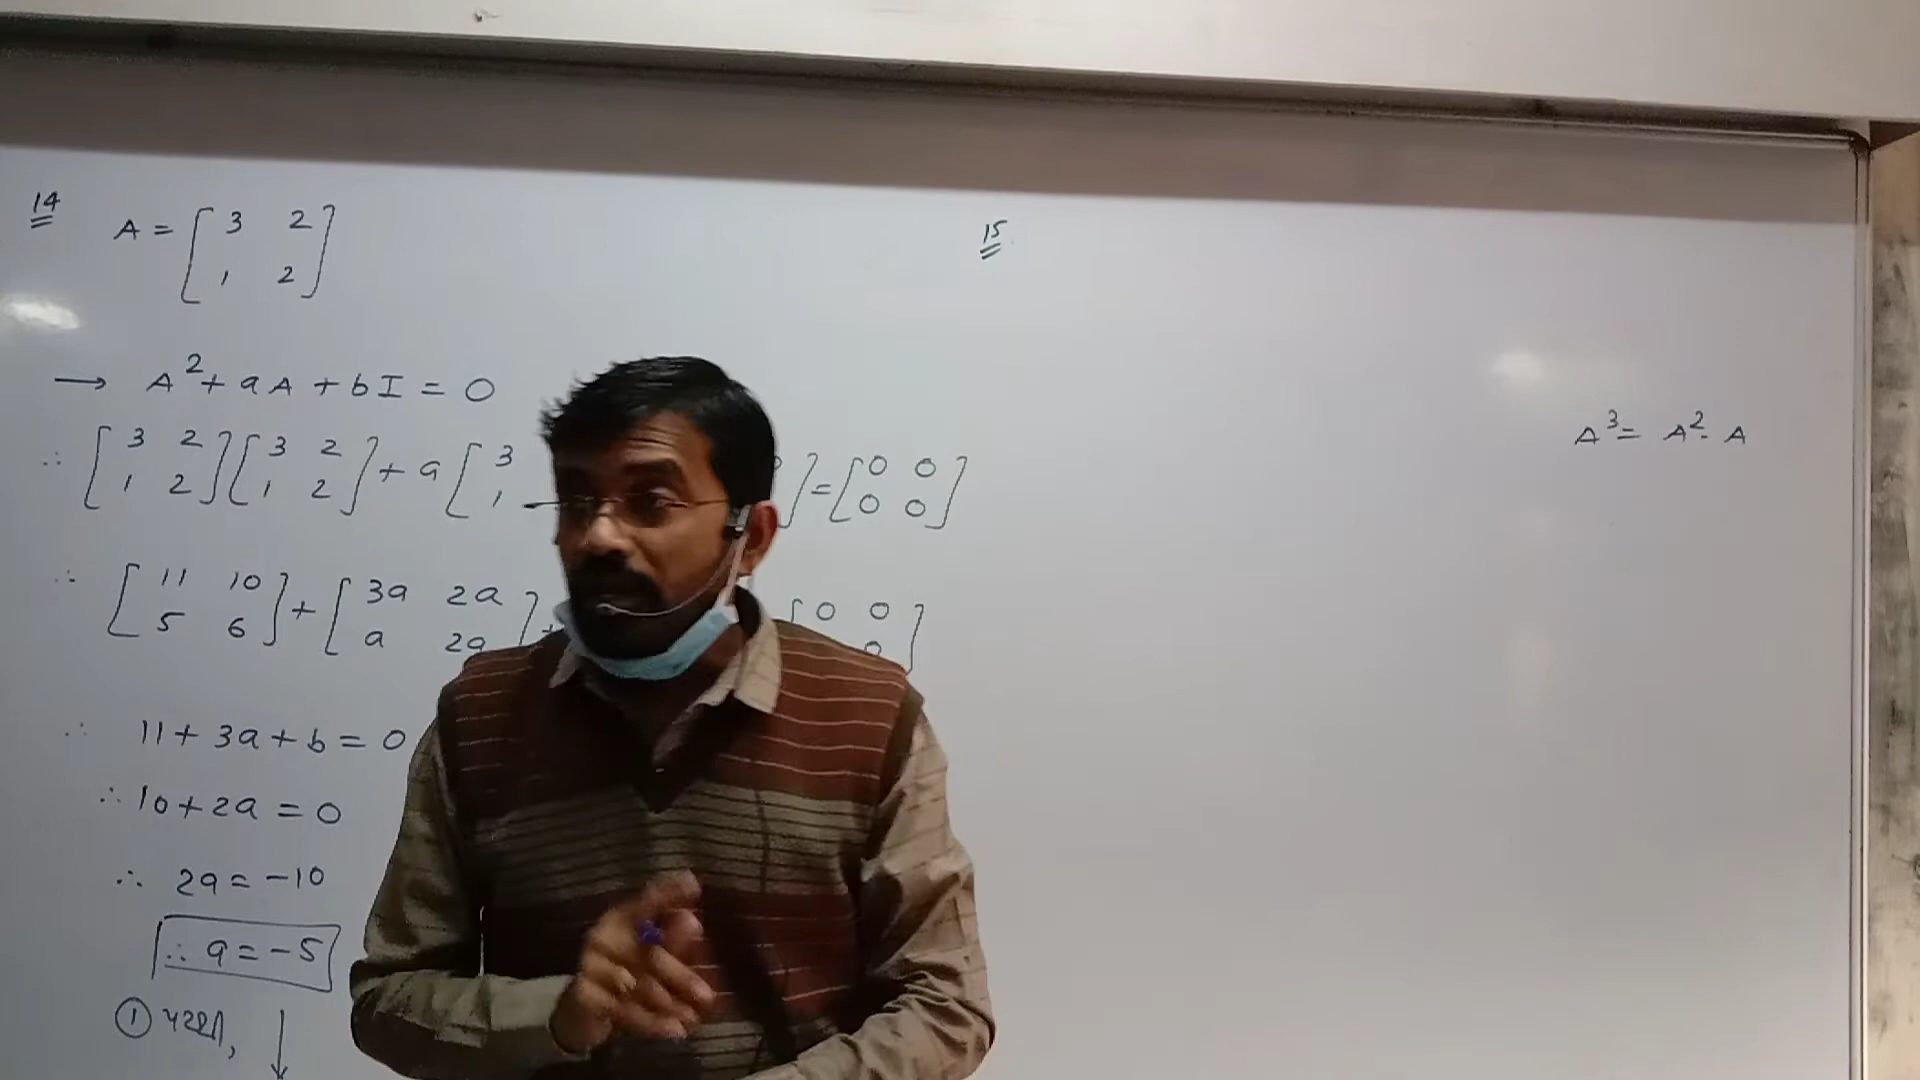 14
A = [ 3 2
1 2 ]
→ A² + aA + bI = 0
∴ [ 3 2 ] [ 3 2 ] + a [ 3 ] = [ 0 0 ]
[ 1 2 ] [ 1 2 ] [ 1 ] [ 0 0 ]
∴ [ 11 10 ] + [ 3a 2a ] + [ 0 0 ]
[ 5 6 ] [ a 2a ] 0 ]
∴ 11 + 3a + b = 0
∴ 10 + 2a = 0
∴ 2a = -10
∴ a = -5
① પરથી,
↓
15
A³ = A² · A